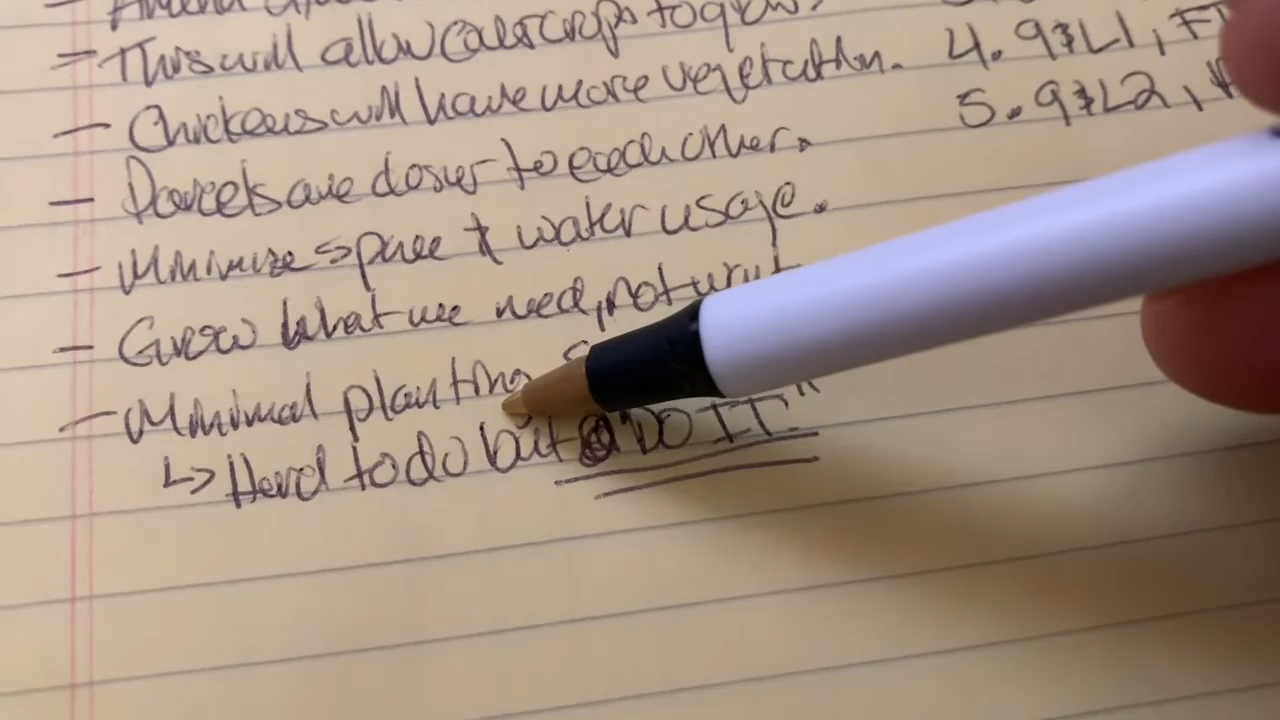 - This will allow cover crops to grow.
- Chickens will have more vegetation.
- Parcels are closer to each other.
- Minimize space & water usage.
- Grow what we need, not
- Minimal planting
↳ Hard to do but "DO IT."
4. 9&L1,
5. 9&L2,